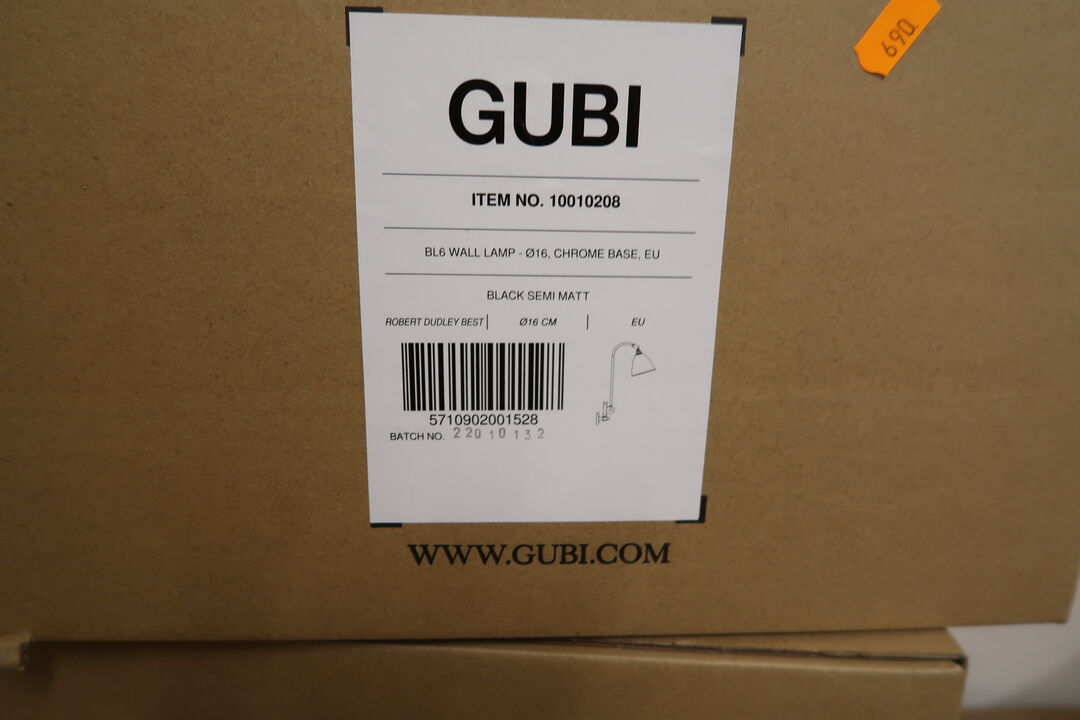 690.
GUBI
ITEM NO. 10010208
BL6 WALL LAMP - Ø16, CHROME BASE, EU
BLACK SEMI MATT
ROBERT DUDLEY BEST | Ø16 CM | EU
5710902001528
BATCH NO. 22010132
WWW.GUBI.COM